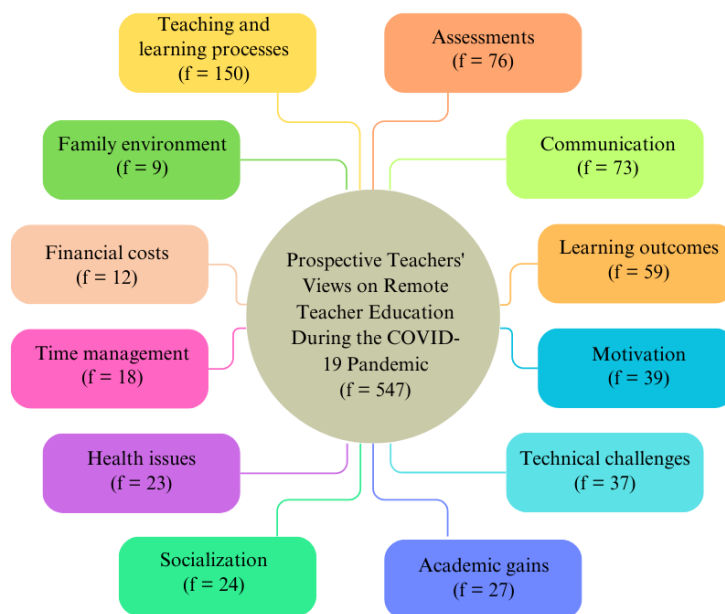 Teaching and
learning processes
(f = 150)
Assessments
(f = 76)
Family environment
(f = 9)
Communication
(f = 73)
Financial costs
(f = 12)
Prospective Teachers'
Views on Remote
Teacher Education
During the COVID-
19 Pandemic
(f = 547)
Learning outcomes
(f = 59)
Time management
(f = 18)
Motivation
(f = 39)
Health issues
(f = 23)
Technical challenges
(f = 37)
Socialization
(f = 24)
Academic gains
(f = 27)